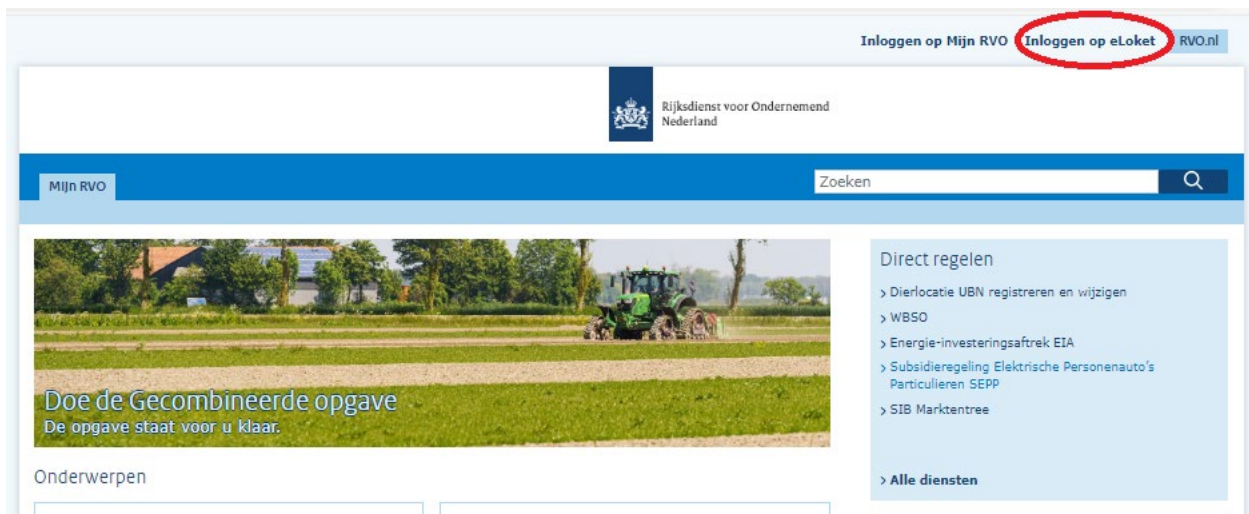 Inloggen op Mijn RVO Inloggen op eLoket RVO.nl
Rijksdienst voor Ondernemend
Nederland
Mijn RVO
Zoeken
Doe de Gecombineerde opgave
De opgave staat voor u klaar.
Onderwerpen
Direct regelen
› Dierlocatie UBN registreren en wijzigen
› WBSO
› Energie-investeringsaftrek EIA
› Subsidieregeling Elektrische Personenauto's
Particulieren SEPP
› SIB Marktentree
› Alle diensten